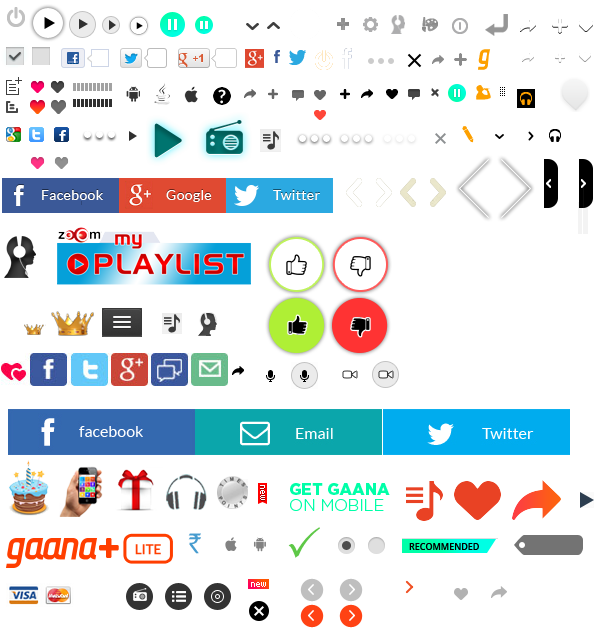 g +1
g+
g
Facebook
g+ Google
Twitter
zoom
my
PLAYLIST
g+
facebook
Email
Twitter
new
GET GAANA
ON MOBILE
gaana+ LITE
₹
RECOMMENDED
VISA
MasterCard
new